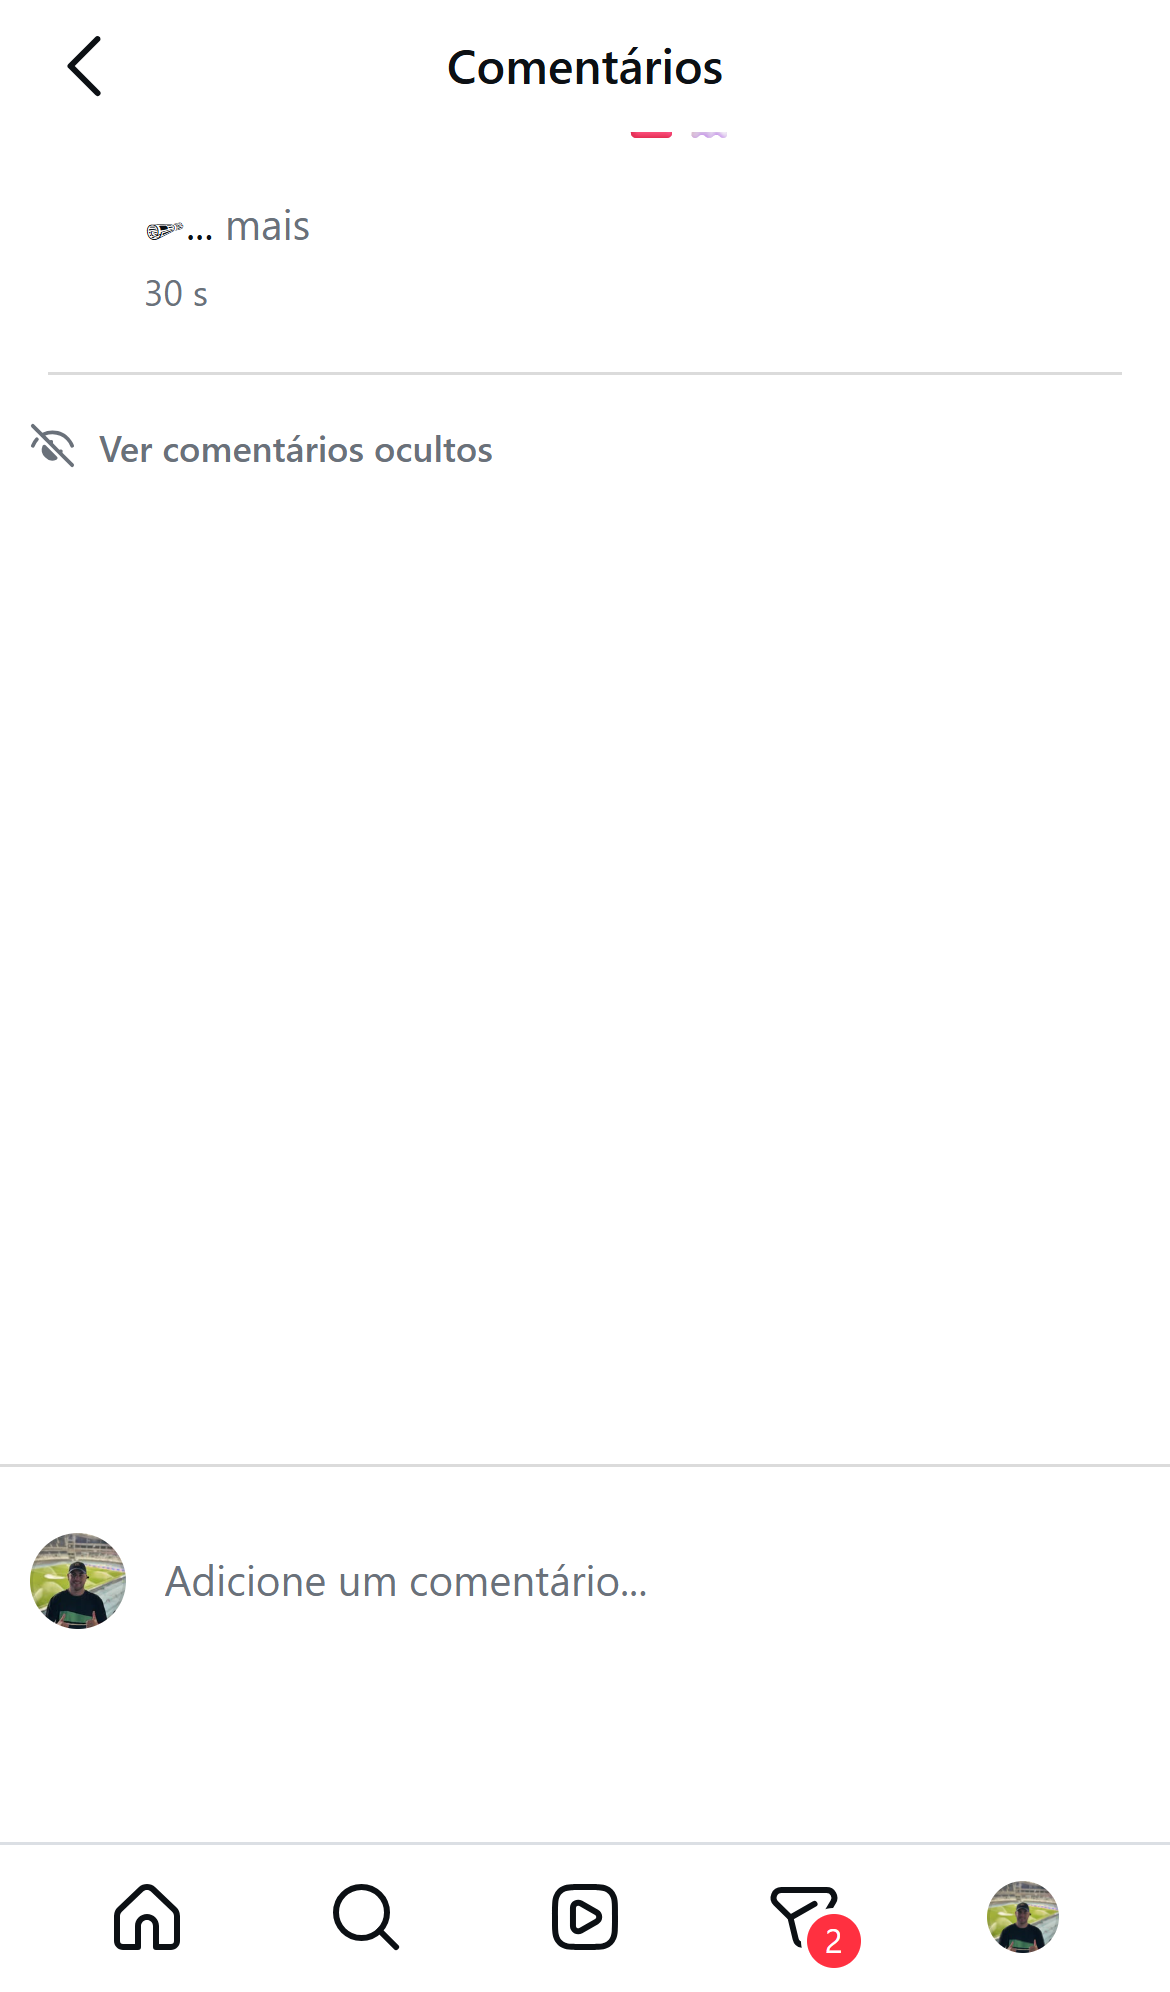 Comentários
... mais
30 s
Ver comentários ocultos
Adicione um comentário...
2